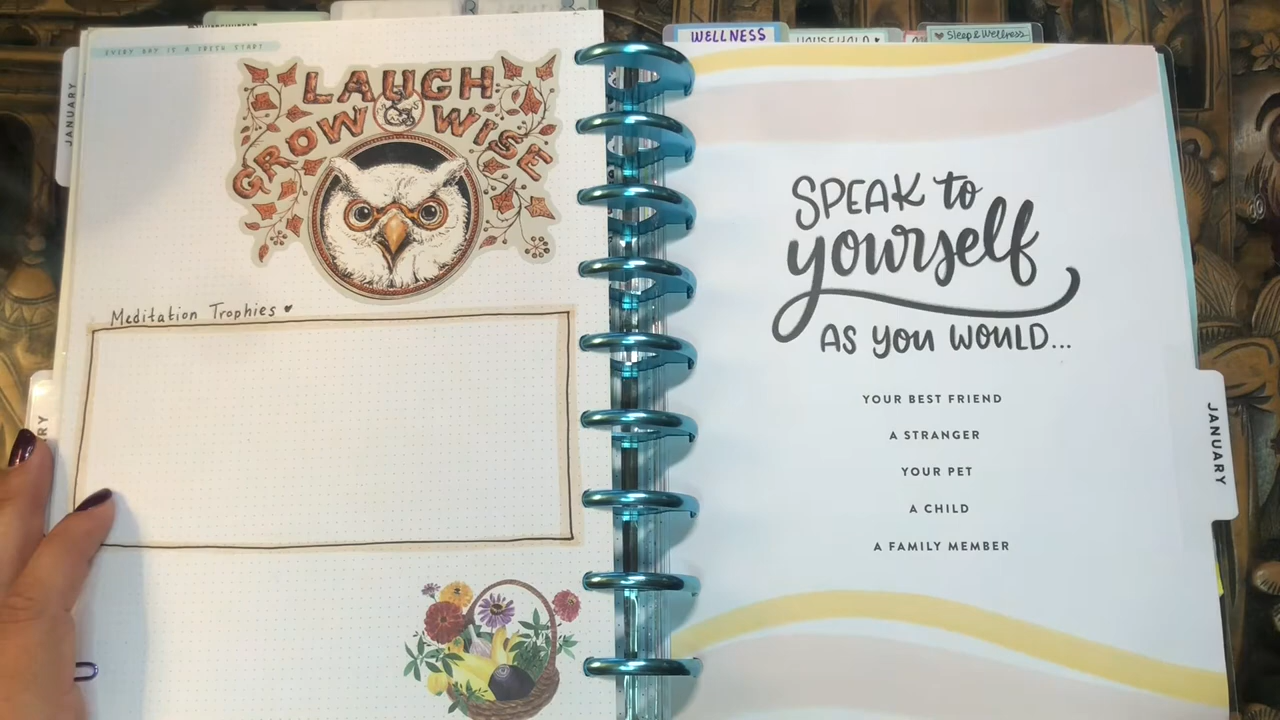 EVERY DAY IS A FRESH START
LAUGH
& GROW WISE
Meditation Trophies
JANUARY
WELLNESS
HOUSEHOLD
Sleep & Wellness
SPEAK to
yourself
AS you WOULD...
YOUR BEST FRIEND
A STRANGER
YOUR PET
A CHILD
A FAMILY MEMBER
JANUARY